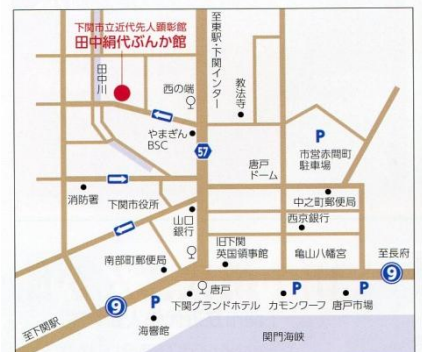 下関市立近代先人顕彰館
田中絹代ぶんか館
至東駅・下関インター
田中川
西の端
教法寺
やまぎん
BSC
57
P
市営赤間町
駐車場
唐戸
ドーム
消防署
下関市役所
中之町郵便局
山口
銀行
西京銀行
旧下関
英国領事館
亀山八幡宮
至長府
南部町郵便局
9
9
唐戸
P
P
P
下関グランドホテル
カモンワーフ
唐戸市場
至下関駅
海響館
関門海峡